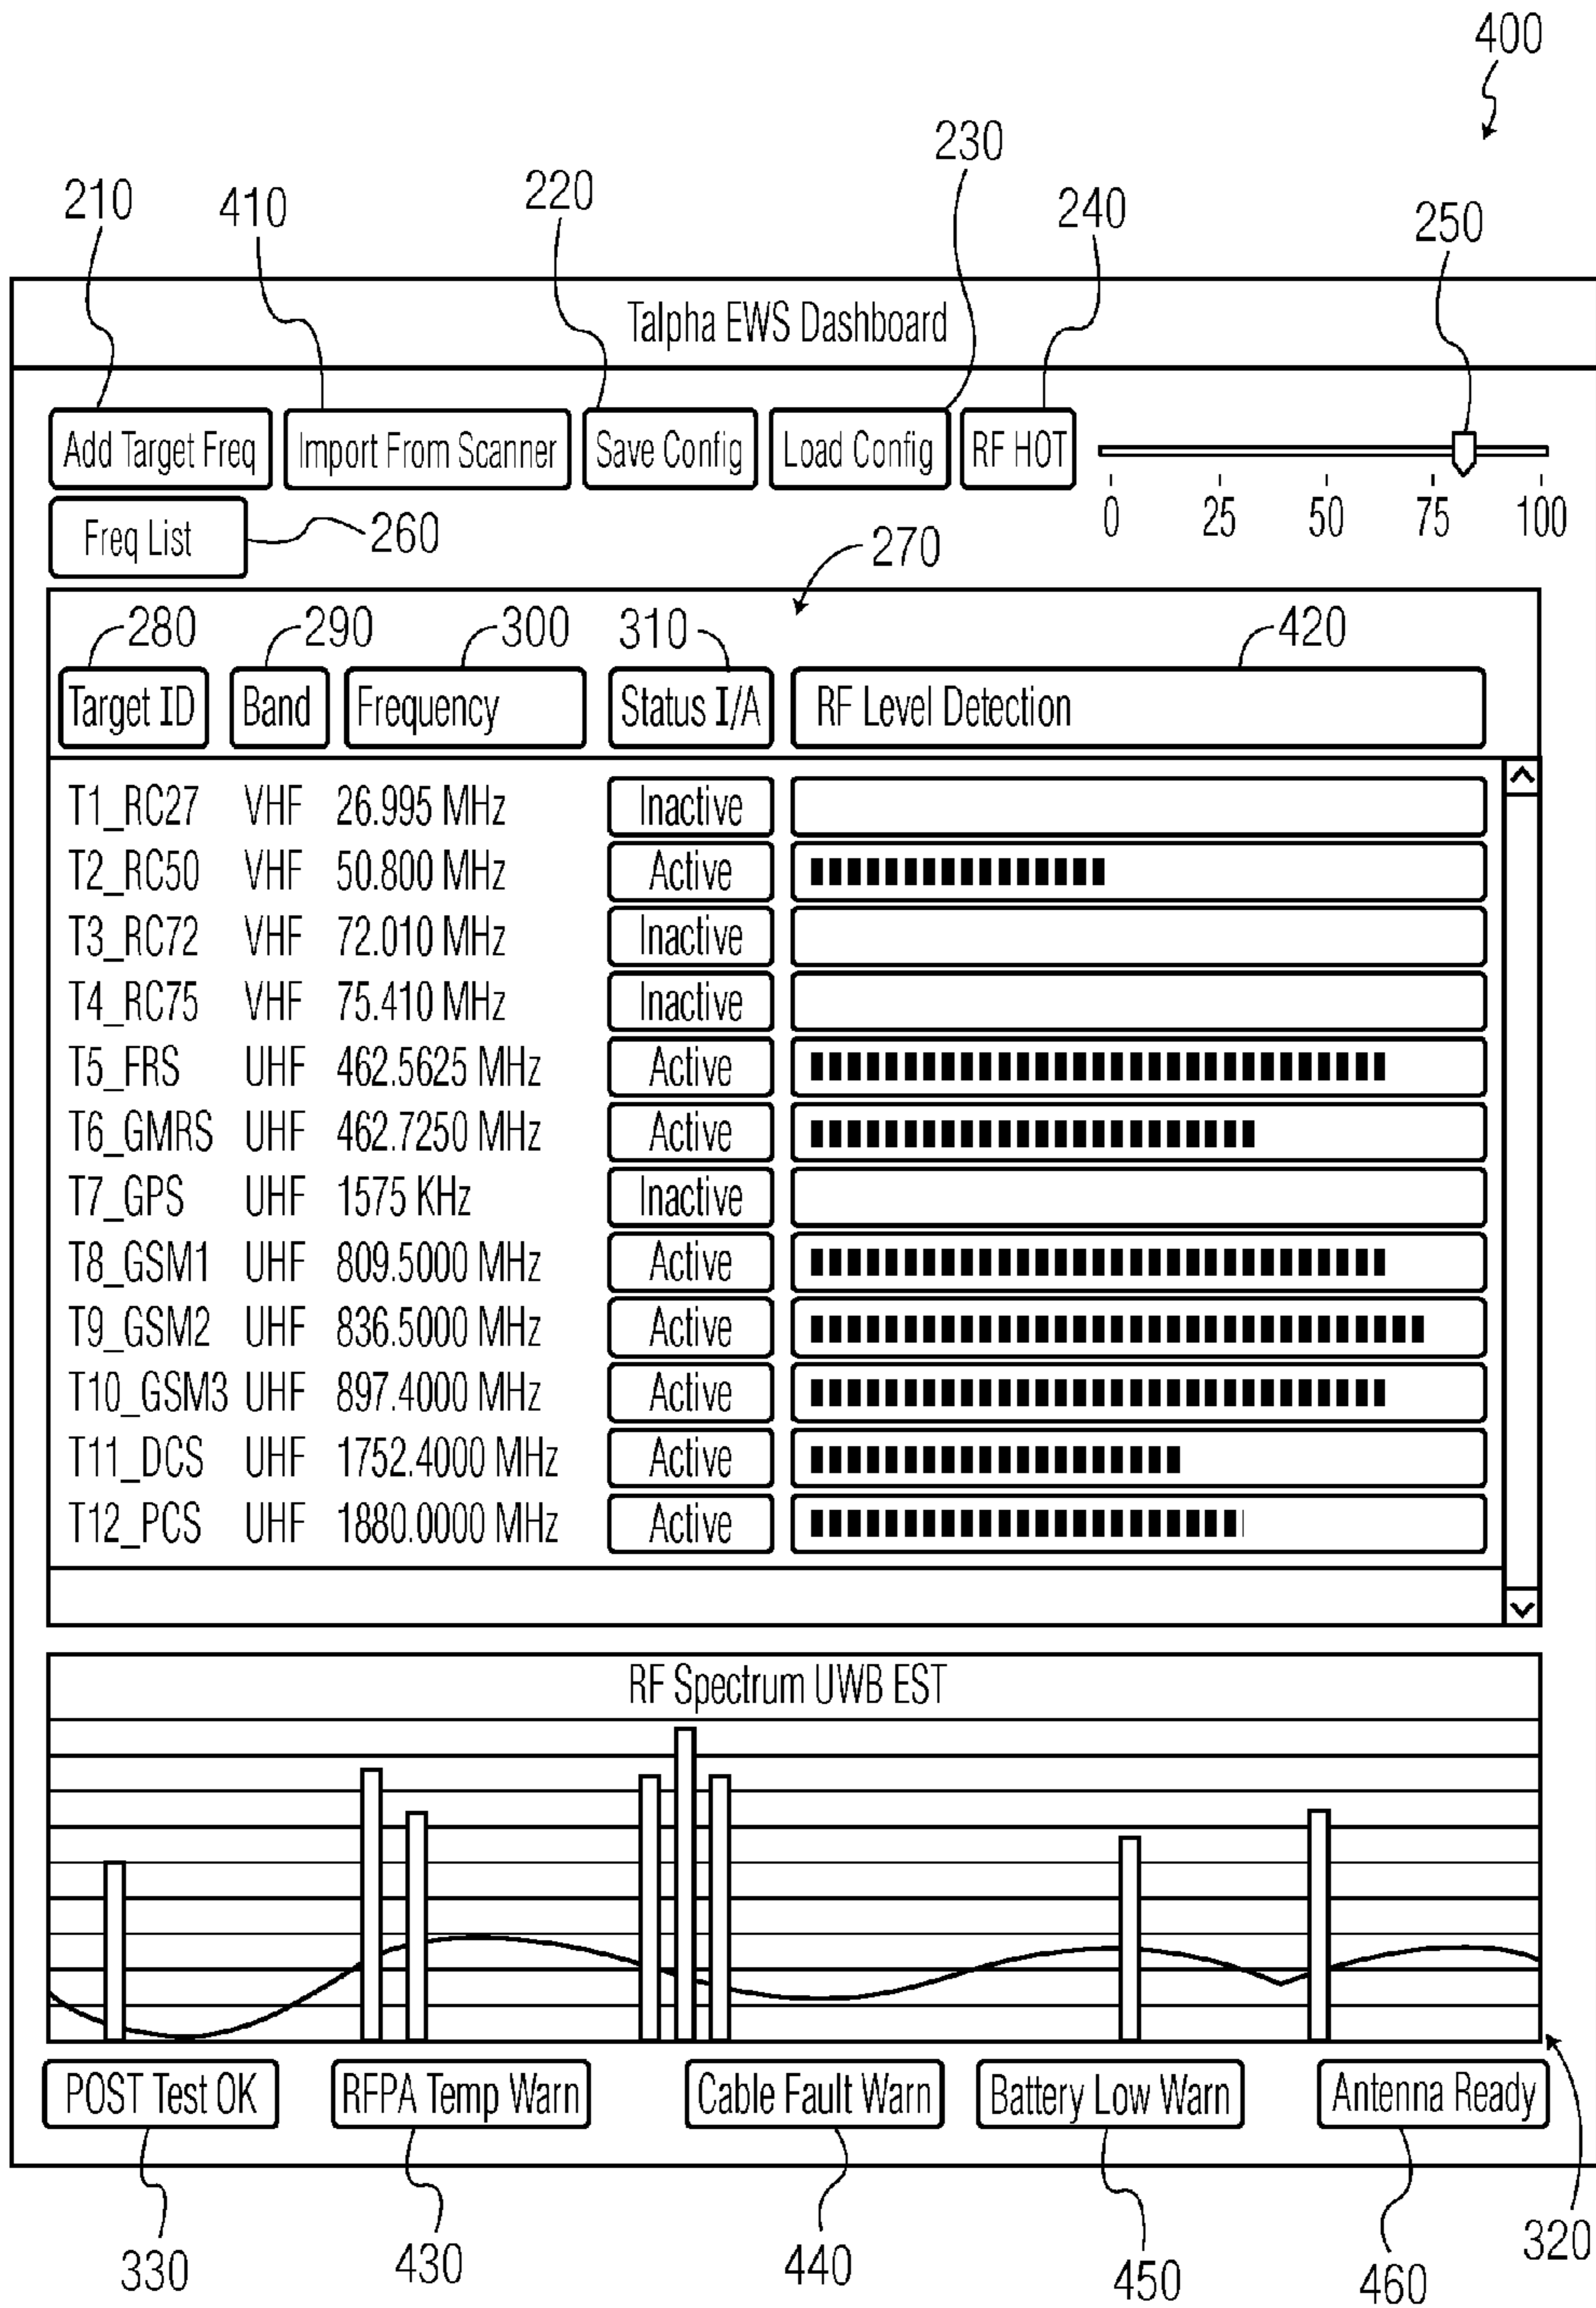 400
230
210 410 220 240 250
Talpha EWS Dashboard
Add Target Freq Import From Scanner Save Config Load Config RF HOT
0 25 50 75 100
Freq List 260 270
280 290 300 310 420
Target ID Band Frequency Status I/A RF Level Detection
T1_RC27 VHF 26.995 MHz Inactive
T2_RC50 VHF 50.800 MHz Active
T3_RC72 VHF 72.010 MHz Inactive
T4_RC75 VHF 75.410 MHz Inactive
T5_FRS UHF 462.5625 MHz Active
T6_GMRS UHF 462.7250 MHz Active
T7_GPS UHF 1575 KHz Inactive
T8_GSM1 UHF 809.5000 MHz Active
T9_GSM2 UHF 836.5000 MHz Active
T10_GSM3 UHF 897.4000 MHz Active
T11_DCS UHF 1752.4000 MHz Active
T12_PCS UHF 1880.0000 MHz Active
RF Spectrum UWB EST
POST Test OK RFPA Temp Warn Cable Fault Warn Battery Low Warn Antenna Ready
330 430 440 450 460 320